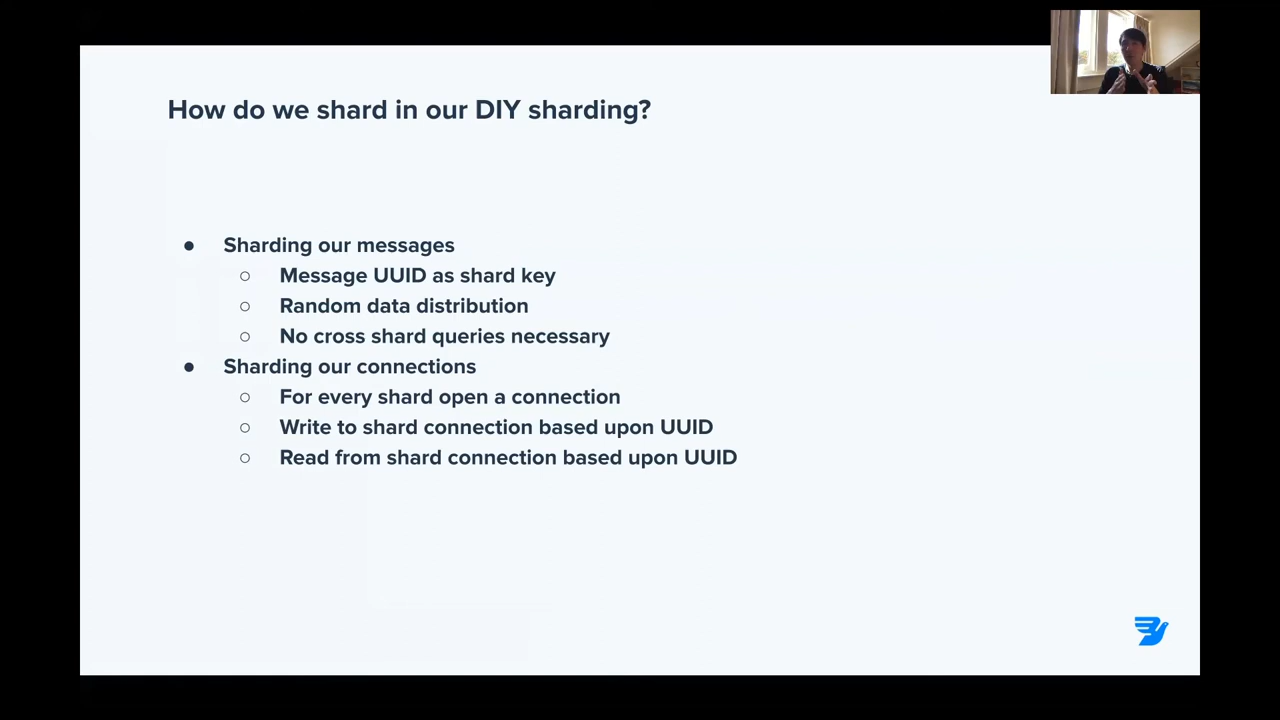 How do we shard in our DIY sharding?
● Sharding our messages
○ Message UUID as shard key
○ Random data distribution
○ No cross shard queries necessary
● Sharding our connections
○ For every shard open a connection
○ Write to shard connection based upon UUID
○ Read from shard connection based upon UUID